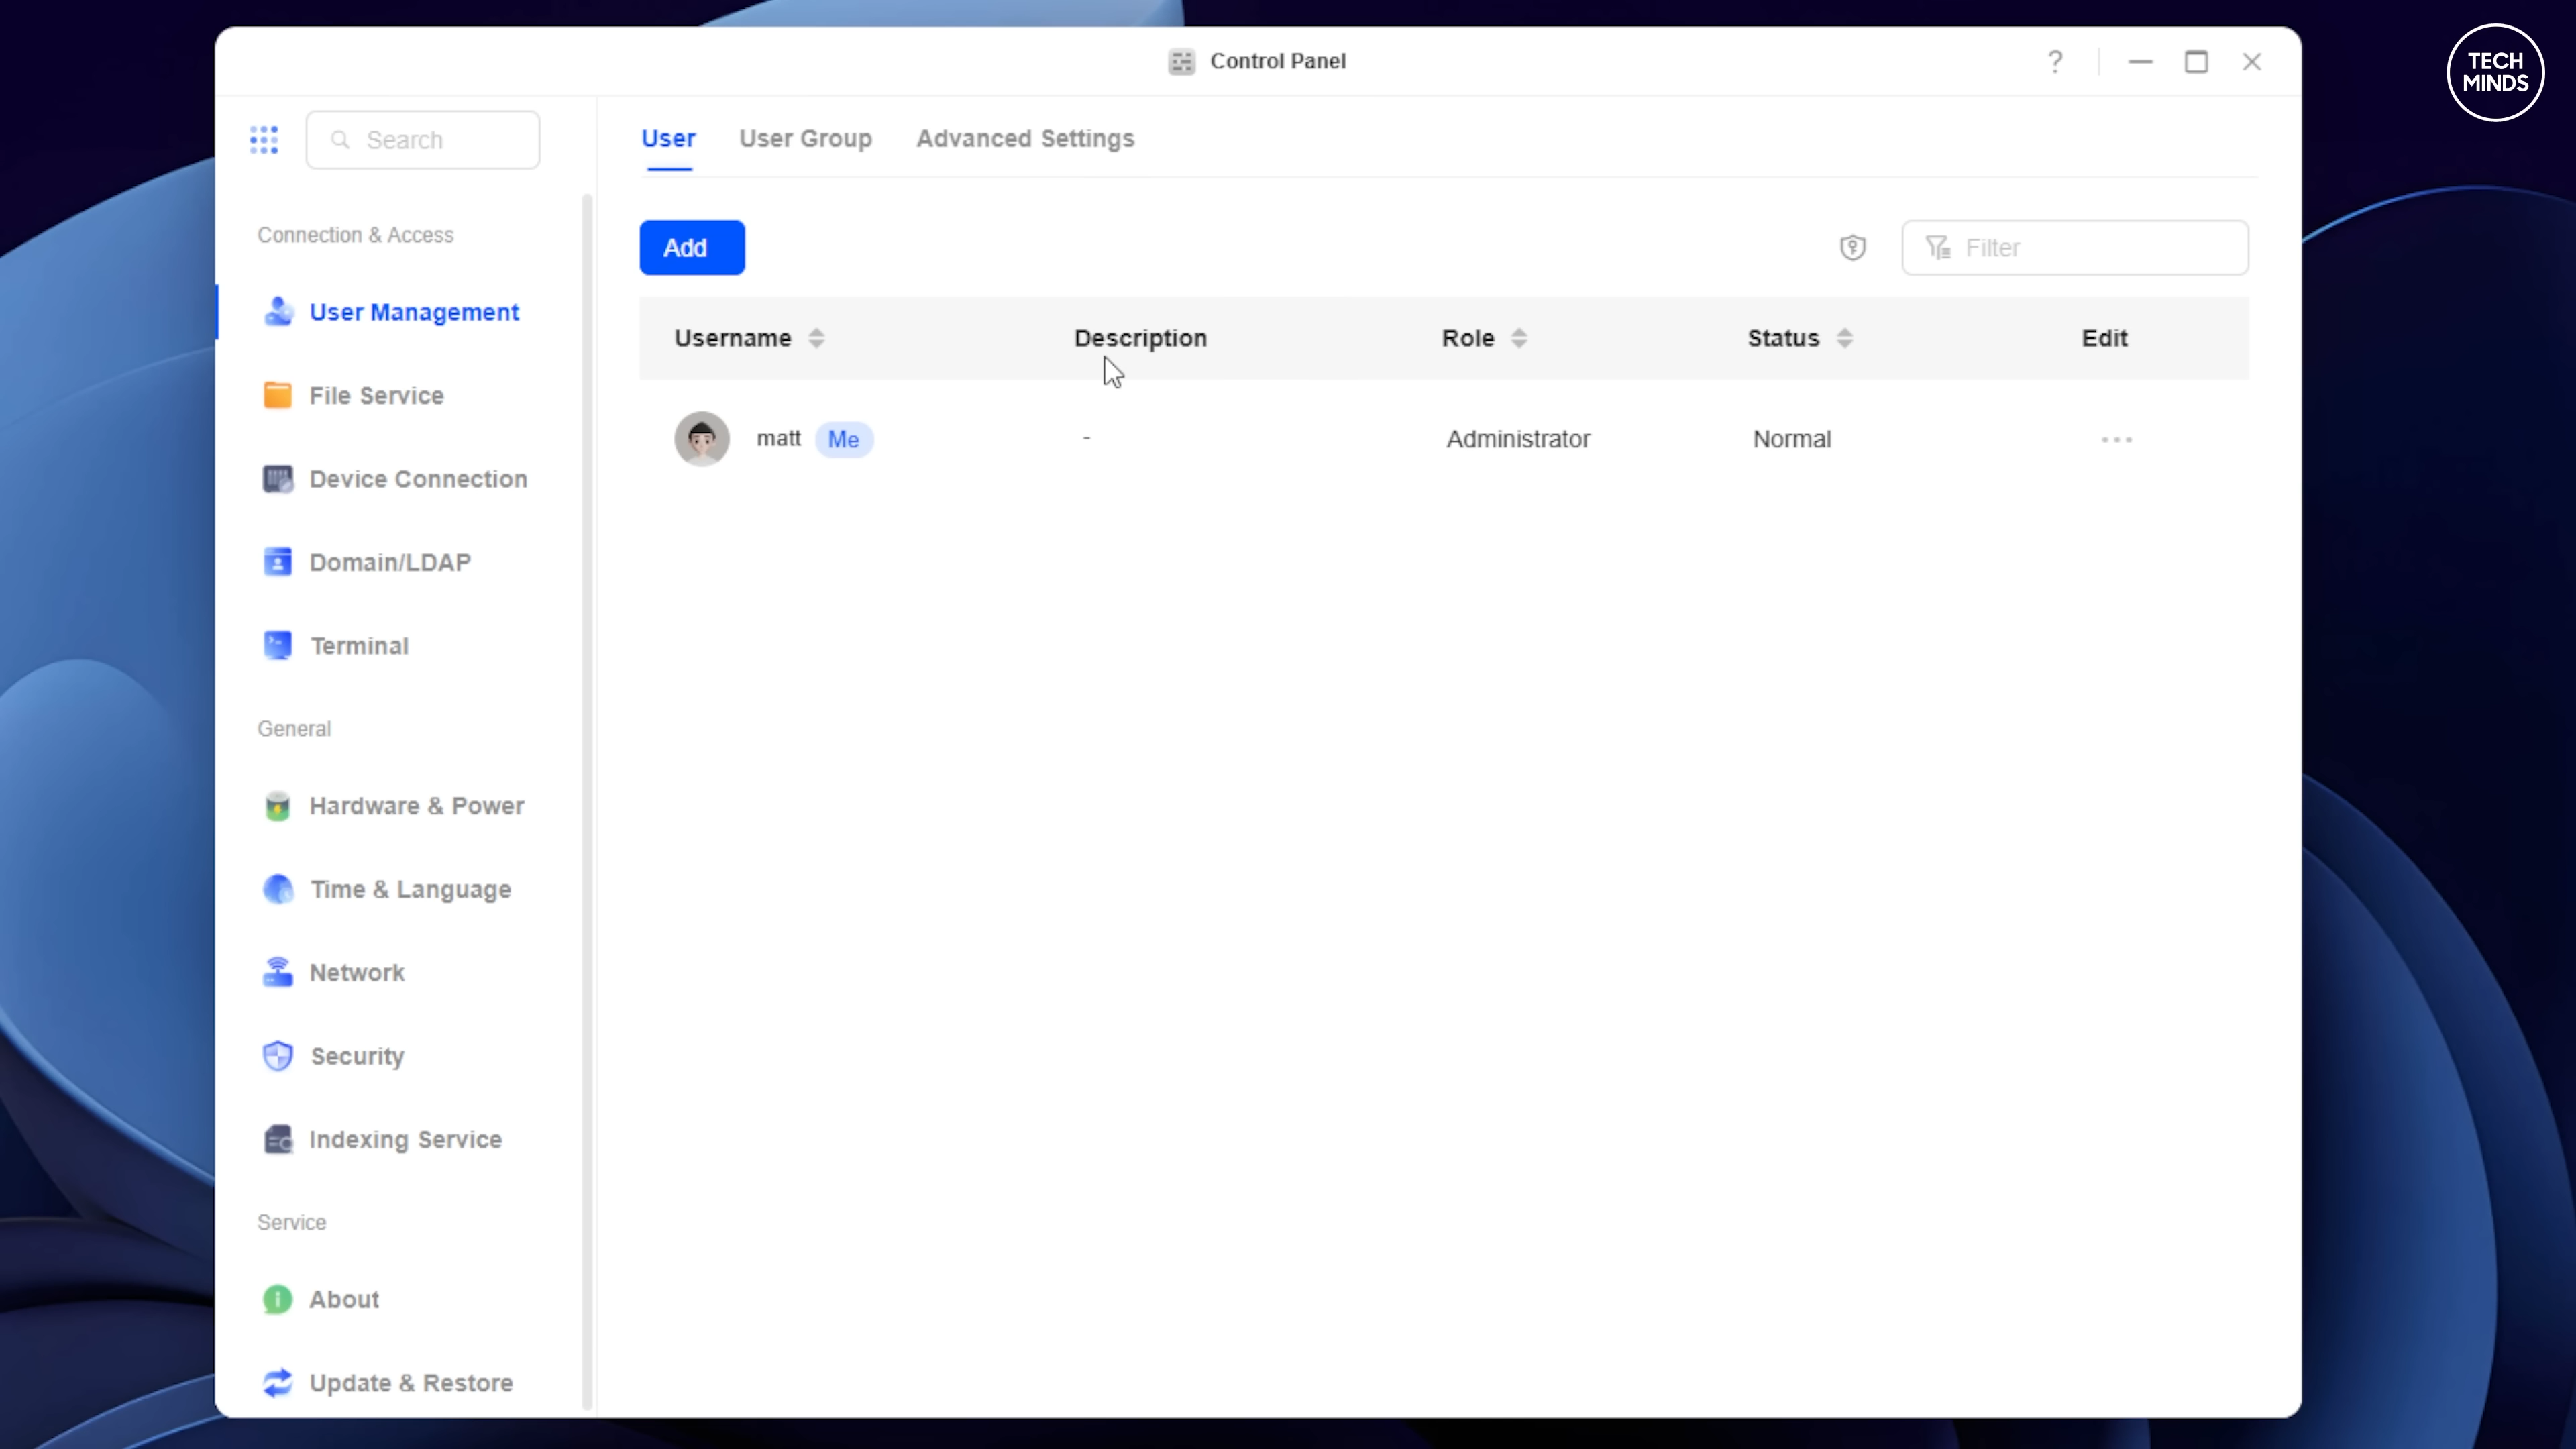 Control Panel
?
TECH
MINDS
Search
User
User Group
Advanced Settings
Connection & Access
Add
Filter
User Management
Username
Description
Role
Status
Edit
File Service
matt
Me
-
Administrator
Normal
...
Device Connection
Domain/LDAP
Terminal
General
Hardware & Power
Time & Language
Network
Security
Indexing Service
Service
About
Update & Restore